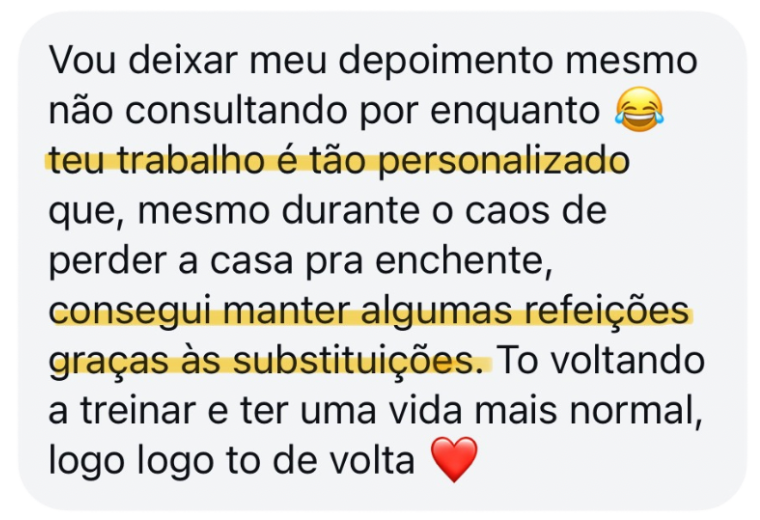 Vou deixar meu depoimento mesmo
não consultando por enquanto 😂
teu trabalho é tão personalizado
que, mesmo durante o caos de
perder a casa pra enchente,
consegui manter algumas refeições
graças às substituições. To voltando
a treinar e ter uma vida mais normal,
logo logo to de volta ❤️